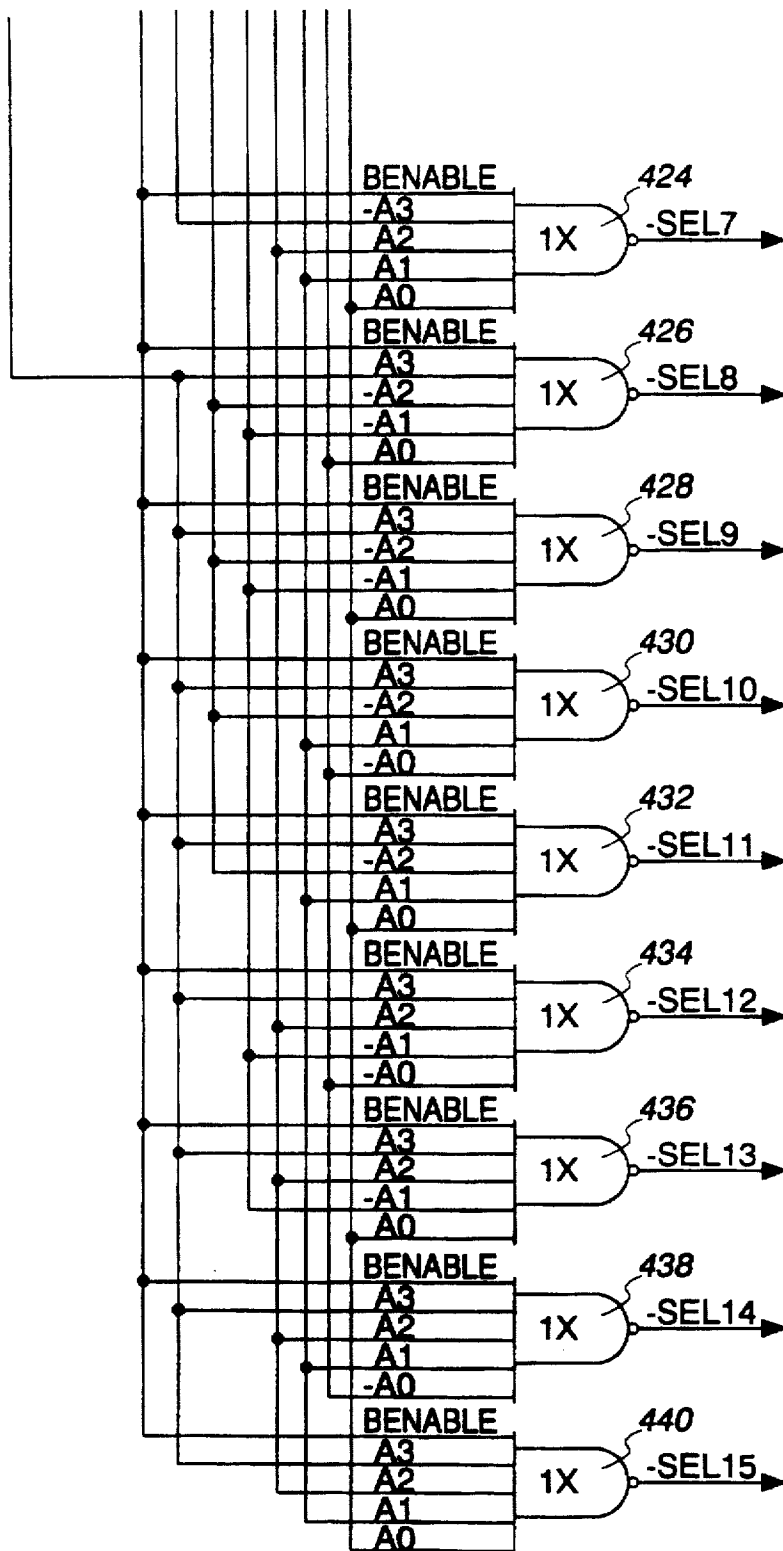 BENABLE
-A3
A2
A1
A0
1X
424
-SEL7
BENABLE
A3
-A2
-A1
A0
1X
426
-SEL8
BENABLE
A3
-A2
-A1
A0
1X
428
-SEL9
BENABLE
A3
-A2
A1
-A0
1X
430
-SEL10
BENABLE
A3
-A2
A1
A0
1X
432
-SEL11
BENABLE
A3
A2
-A1
-A0
1X
434
-SEL12
BENABLE
A3
A2
-A1
A0
1X
436
-SEL13
BENABLE
A3
A2
A1
-A0
1X
438
-SEL14
BENABLE
A3
A2
A1
A0
1X
440
-SEL15